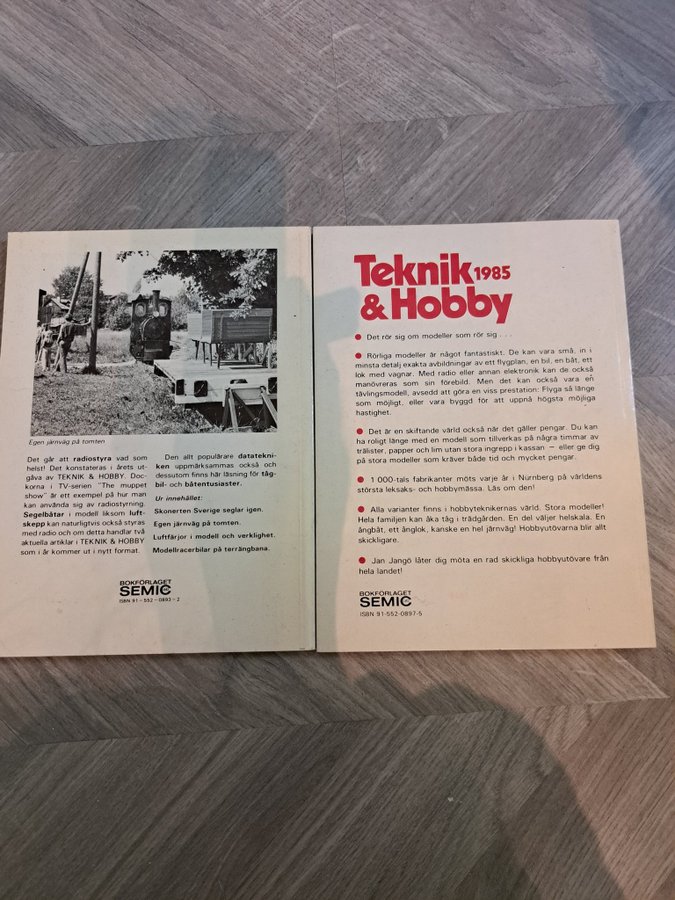 Egen järnväg på tomten
Det går att radiostyra vad som
helst! Det konstateras i årets ut-
gåva av TEKNIK & HOBBY. Doc-
korna i TV-serien "The muppet
show" är ett exempel på hur man
kan använda sig av radiostyrning.
Segelbåtar i modell liksom luft-
skepp kan naturligtvis också styras
med radio och om detta handlar två
aktuella artiklar i TEKNIK & HOBBY
som i år kommer ut i nytt format.
Den allt populärare datatekni-
ken uppmärksammas också och
dessutom finns här läsning för tåg-
bil- och båtentusiaster.
Ur innehållet:
Skonerten Sverige seglar igen.
Egen järnväg på tomten.
Luftfärjor i modell och verklighet.
Modellracerbilar på terrängbana.
BOKFÖRLAGET
SEMIC
ISBN 91-552-0893-2
Teknik 1985
& Hobby
Det rör sig om modeller som rör sig . . .
Rörliga modeller är något fantastiskt. De kan vara små, in i
minsta detalj exakta avbildningar av ett flygplan, en bil, en båt, ett
lok med vagnar. Med radio eller annan elektronik kan de också
manövreras som sin förebild. Men det kan också vara en
tävlingsmodell, avsedd att göra en viss prestation: Flyga så länge
som möjligt, eller vara byggd för att uppnå högsta möjliga
hastighet.
Det är en skiftande värld också när det gäller pengar. Du kan
ha roligt länge med en modell som tillverkas på några timmar av
trälister, papper och lim utan stora ingrepp i kassan – eller ge dig
på stora modeller som kräver både tid och mycket pengar.
1 000-tals fabrikanter möts varje år i Nürnberg på världens
största leksaks- och hobbymässa. Läs om den!
Alla varianter finns i hobbyteknikernas värld. Stora modeller!
Hela familjen kan åka tåg i trädgården. En del väljer helskala. En
ångbåt, ett ånglok, kanske en hel järnväg! Hobbyutövarna blir allt
skickligare.
Jan Jangö låter dig möta en rad skickliga hobbyutövare från
hela landet!
BOKFÖRLAGET
SEMIC
ISBN 91-552-0897-5